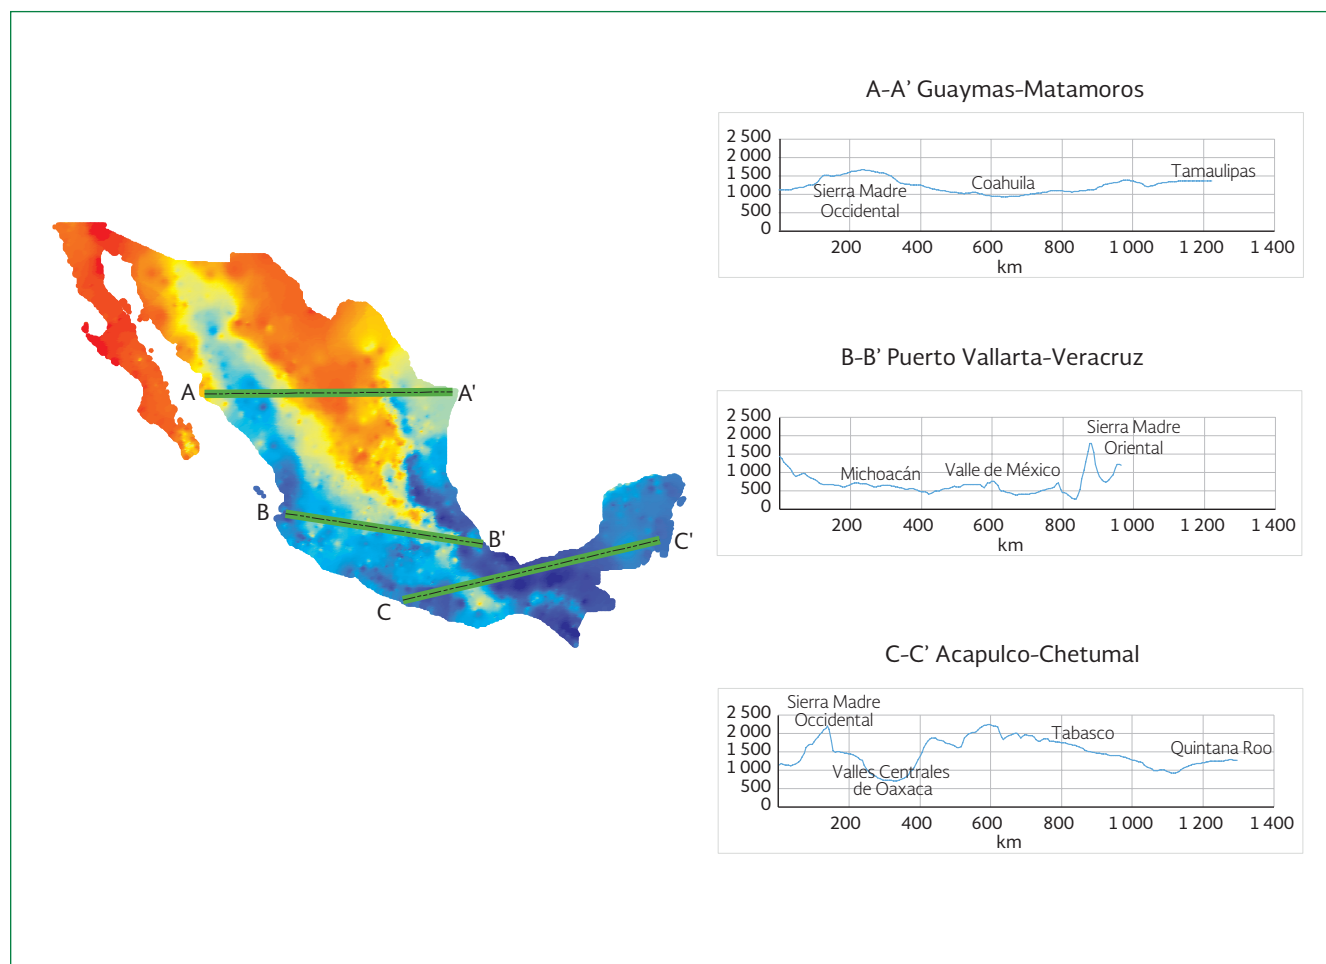 A
A'
B
B'
C
C'
A-A’ Guaymas-Matamoros
2 500
2 000
1 500
1 000
500
0
Sierra Madre
Occidental
Coahuila
Tamaulipas
200 400 600 800 1 000 1 200 1 400
km
B-B’ Puerto Vallarta-Veracruz
2 500
2 000
1 500
1 000
500
0
Michoacán
Valle de México
Sierra Madre
Oriental
200 400 600 800 1 000 1 200 1 400
km
C-C’ Acapulco-Chetumal
2 500
2 000
1 500
1 000
500
0
Sierra Madre
Occidental
Valles Centrales
de Oaxaca
Tabasco
Quintana Roo
200 400 600 800 1 000 1 200 1 400
km